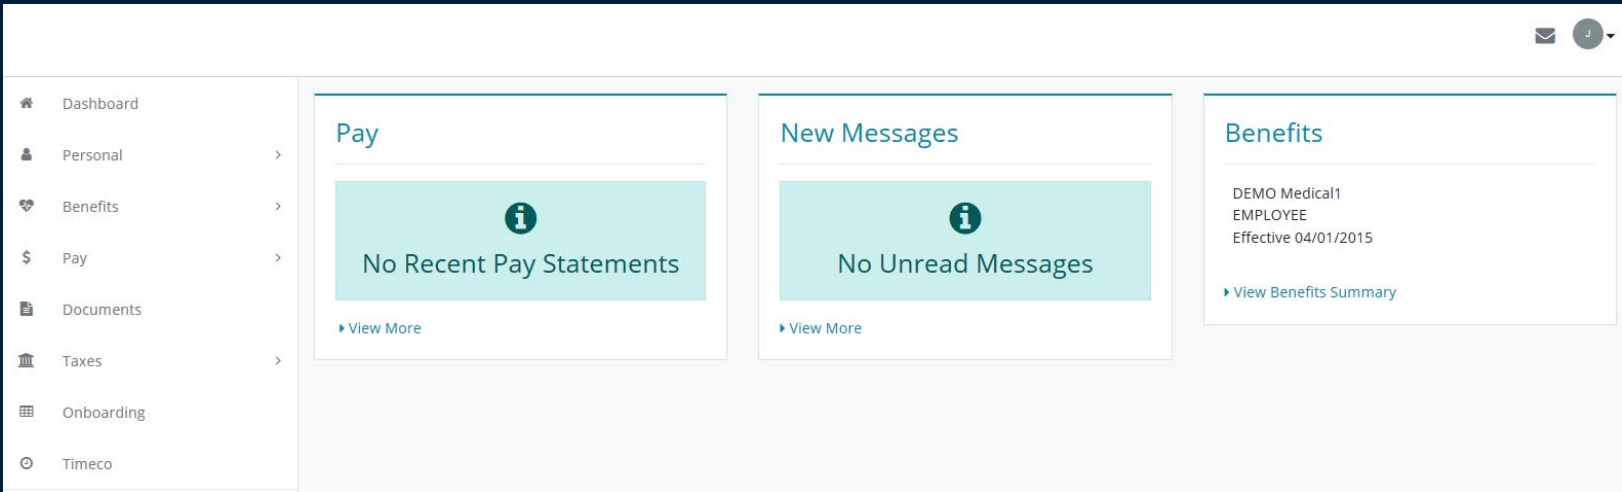 J
Dashboard
Personal
Benefits
Pay
Documents
Taxes
Onboarding
Timeco
Pay
No Recent Pay Statements
View More
New Messages
No Unread Messages
View More
Benefits
DEMO Medical1
EMPLOYEE
Effective 04/01/2015
View Benefits Summary